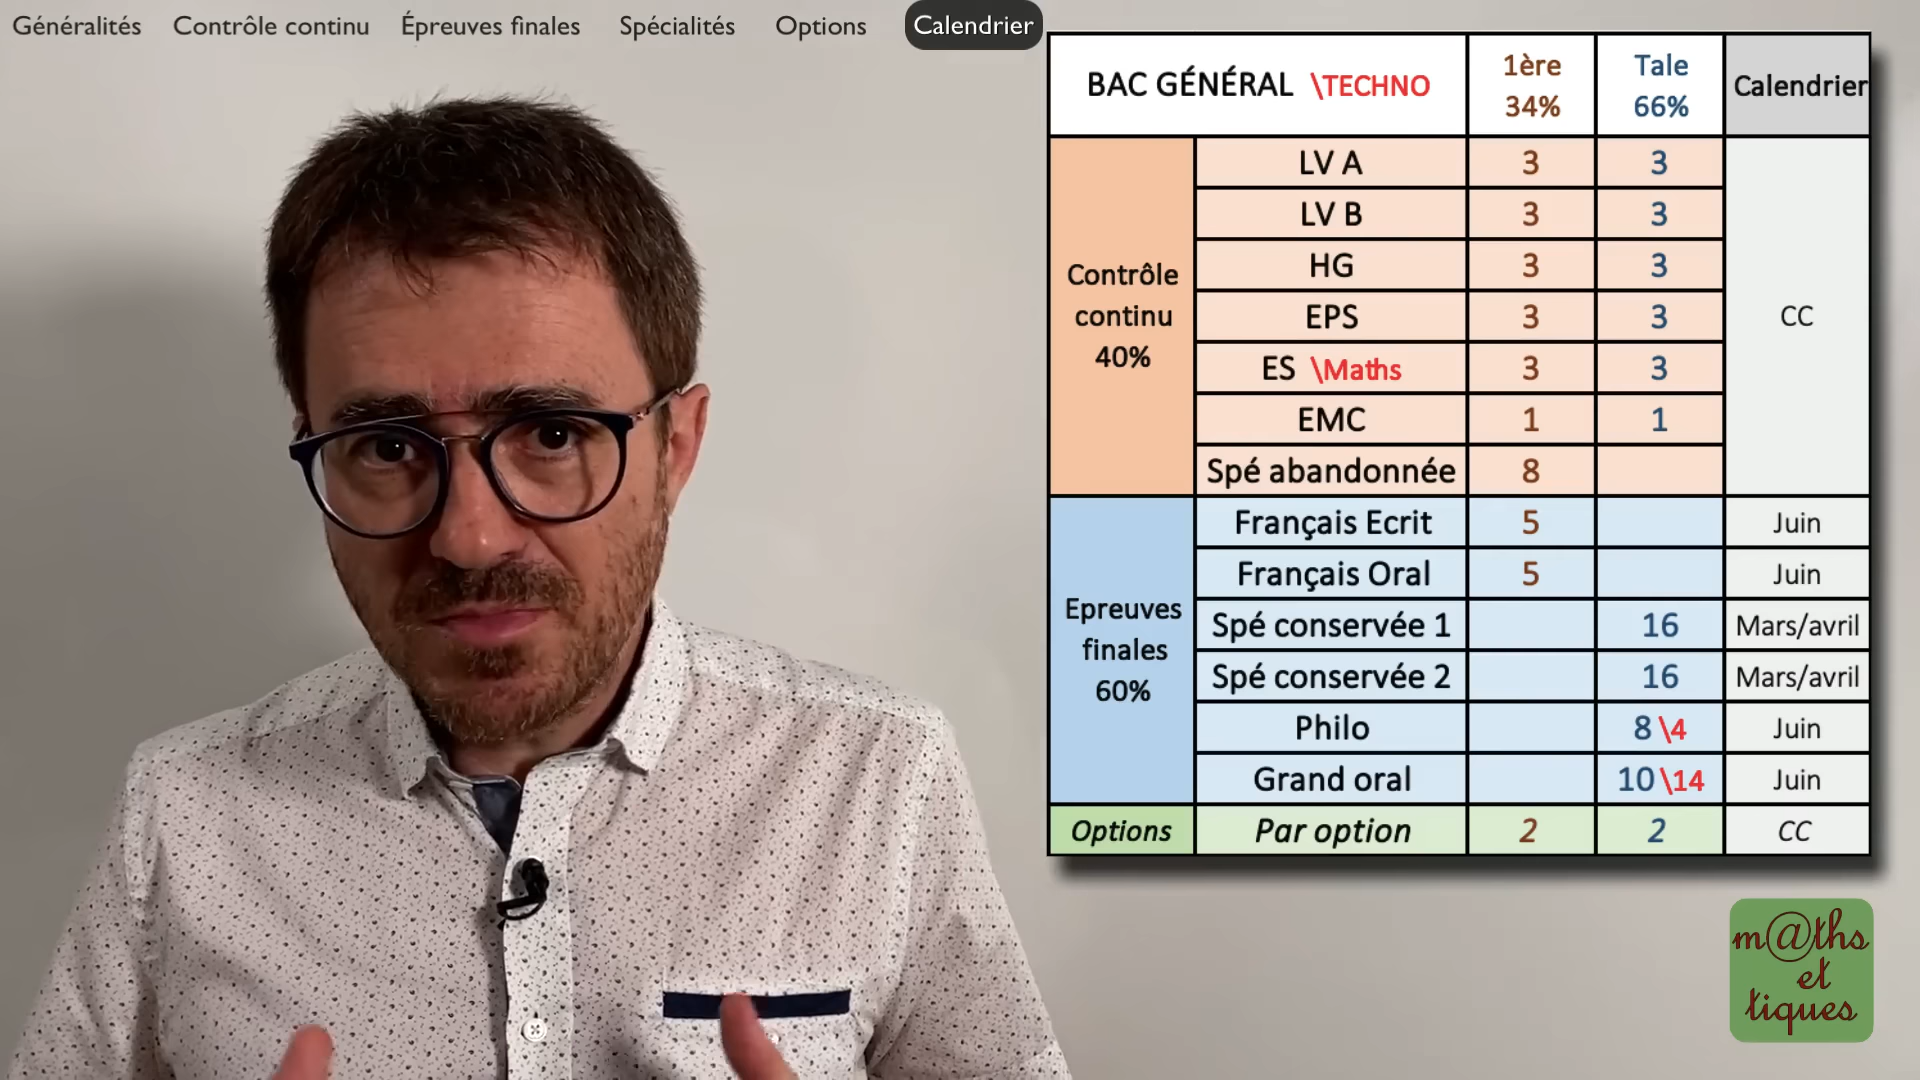 Généralités Contrôle continu Épreuves finales Spécialités Options Calendrier
BAC GÉNÉRAL \TECHNO 1ère 34% Tale 66% Calendrier
Contrôle continu 40%
LV A 3 3
LV B 3 3
HG 3 3
EPS 3 3 CC
ES \Maths 3 3
EMC 1 1
Spé abandonnée 8
Epreuves finales 60%
Français Ecrit 5 Juin
Français Oral 5 Juin
Spé conservée 1 16 Mars/avril
Spé conservée 2 16 Mars/avril
Philo 8 \4 Juin
Grand oral 10 \14 Juin
Options Par option 2 2 CC
m@ths
et
tiques